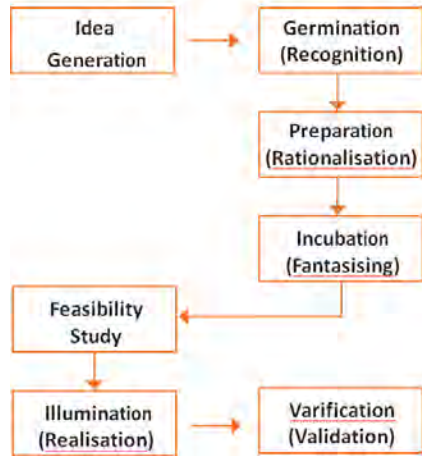 Idea
Generation
Germination
(Recognition)
Preparation
(Rationalisation)
Incubation
(Fantasising)
Feasibility
Study
Illumination
(Realisation)
Varification
(Validation)